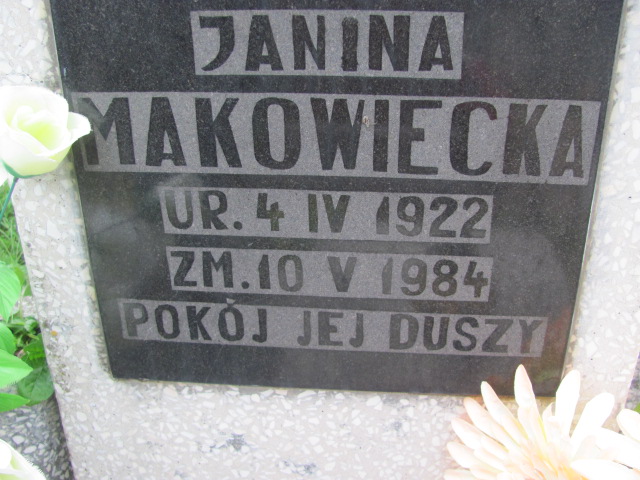 JANINA
MAKOWIECKA
UR. 4 IV 1922
ZM. 10 V 1984
POKÓJ JEJ DUSZY